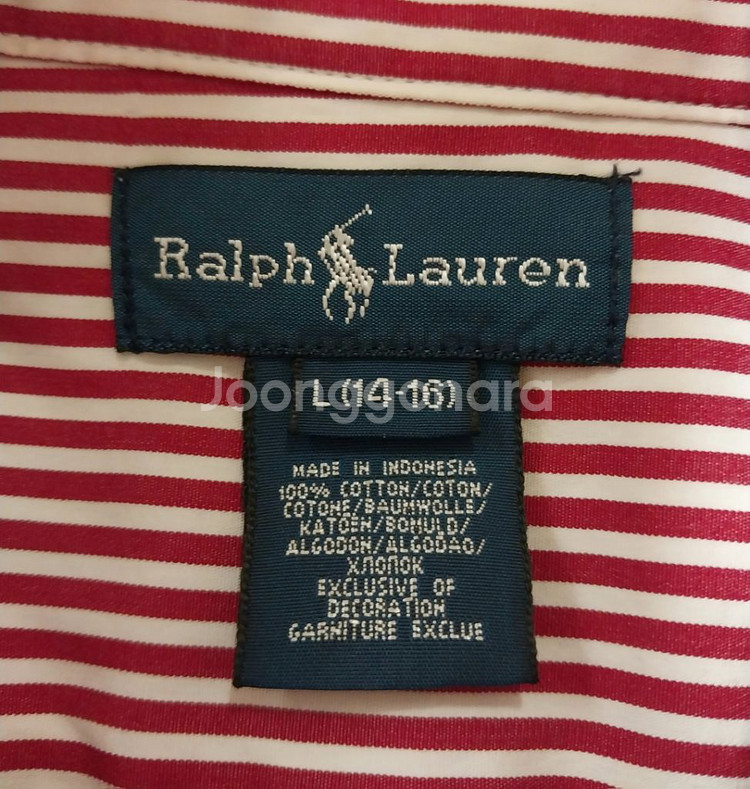 Ralph Lauren
L (14-16)
Joonggonara
MADE IN INDONESIA
100% COTTON/COTON/
COTONE/BAUMWOLLE/
KATOEN/BOMULD/
ALGODON/ALGODAO/
ХЛОПОК
EXCLUSIVE OF
DECORATION
GARNITURE EXCLUE